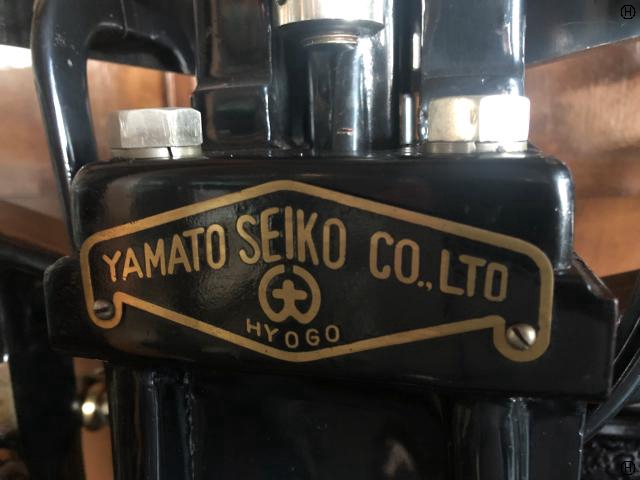 YAMATO SEIKO CO., LTD
HYOGO